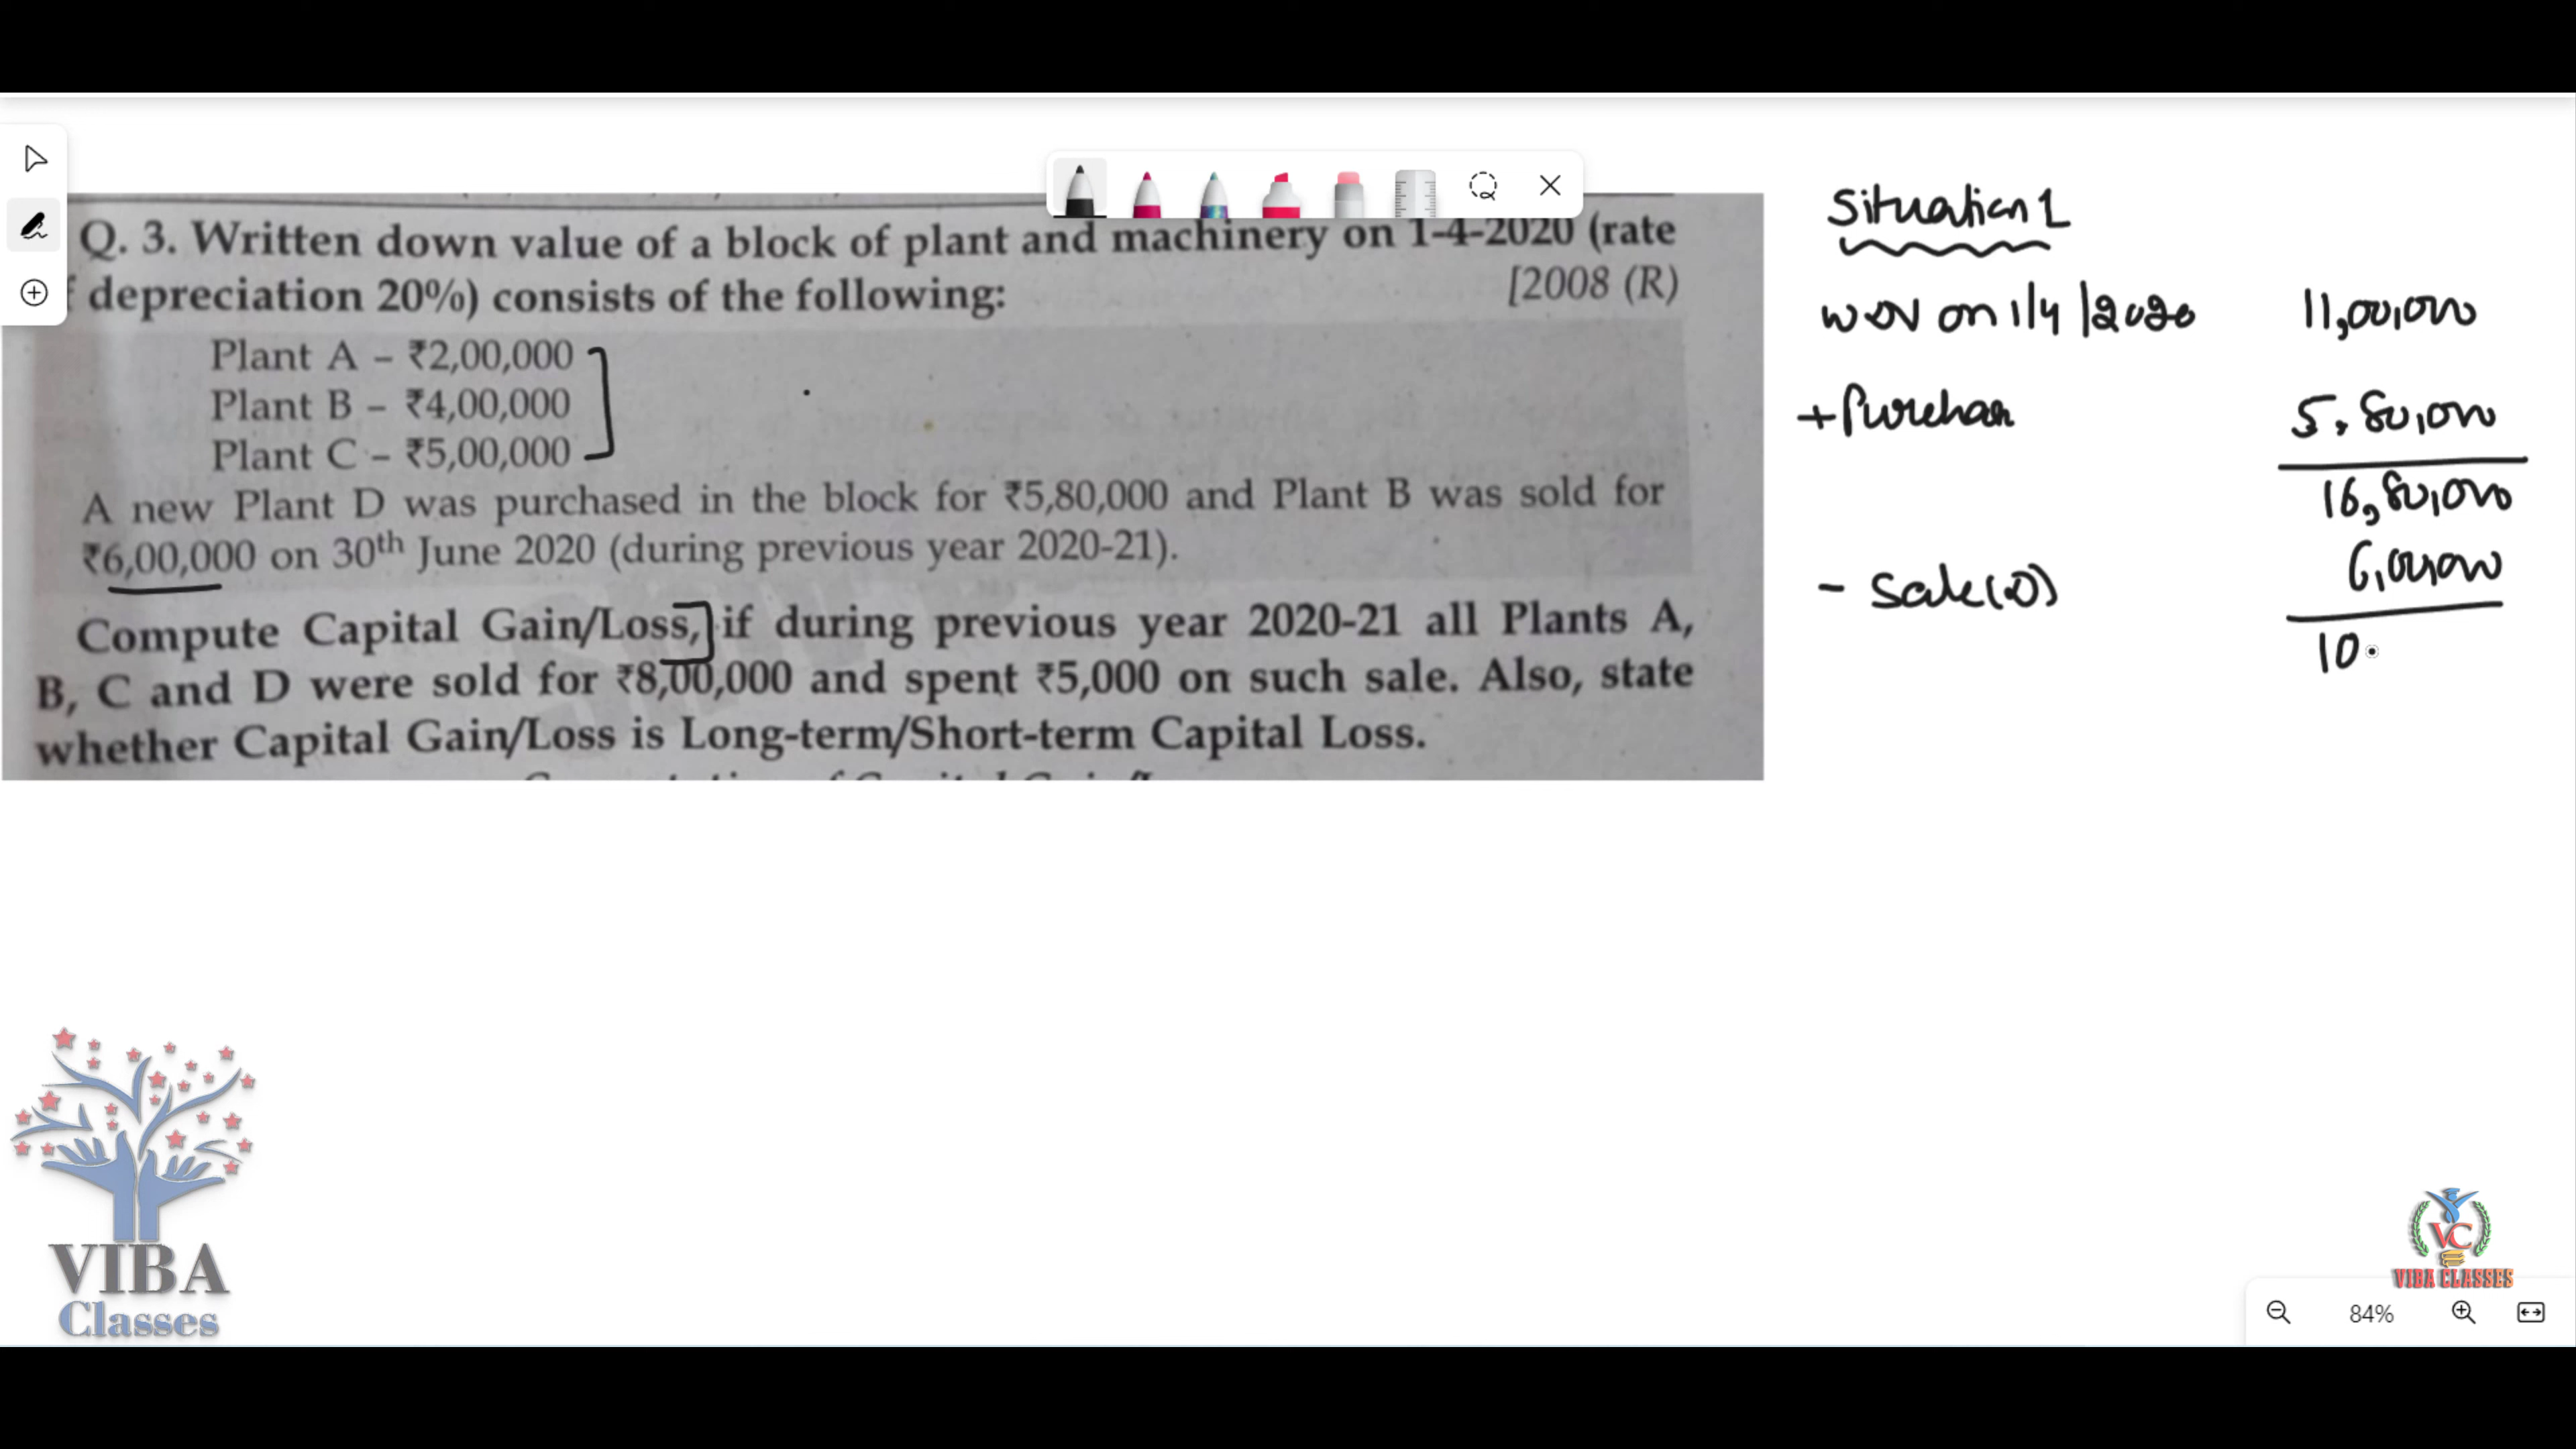 Q. 3. Written down value of a block of plant and machinery on 1-4-2020 (rate
depreciation 20%) consists of the following:
[2008 (R)
Plant A – ₹2,00,000
Plant B – ₹4,00,000
Plant C – ₹5,00,000
A new Plant D was purchased in the block for ₹5,80,000 and Plant B was sold for
₹6,00,000 on 30th June 2020 (during previous year 2020-21).
Compute Capital Gain/Loss, if during previous year 2020-21 all Plants A,
B, C and D were sold for ₹8,00,000 and spent ₹5,000 on such sale. Also, state
whether Capital Gain/Loss is Long-term/Short-term Capital Loss.
Situation 1
WDV on 1/4/2020 11,00,000
+ Purchase 5,80,000
16,80,000
- Sale(D) 6,00,000
10
VIBA
Classes
VC
VIBA CLASSES
84%